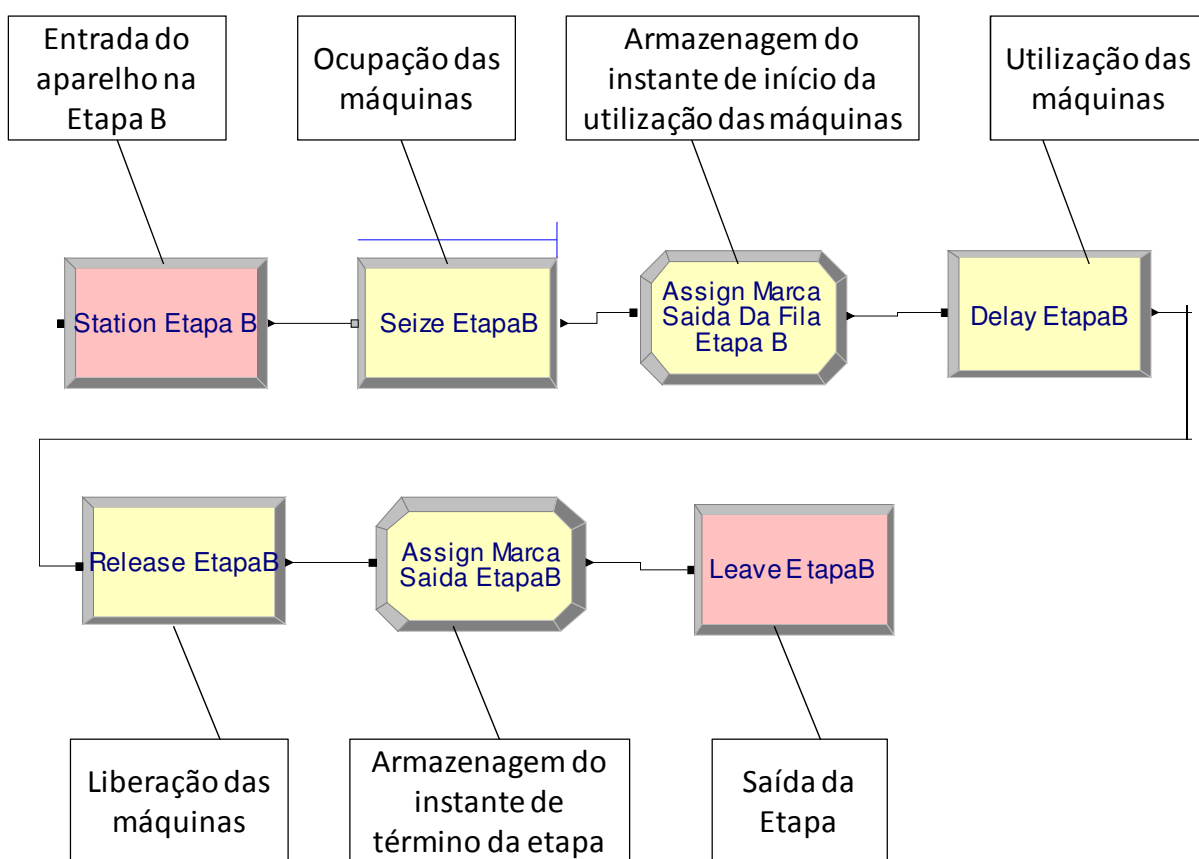 Entrada do
aparelho na
Etapa B
Ocupação das
máquinas
Armazenagem do
instante de início da
utilização das máquinas
Utilização das
máquinas
Station Etapa B
Seize EtapaB
Assign Marca
Saida Da Fila
Etapa B
Delay EtapaB
Release EtapaB
Assign Marca
Saida EtapaB
Leave EtapaB
Liberação das
máquinas
Armazenagem do
instante de
término da etapa
Saída da
Etapa